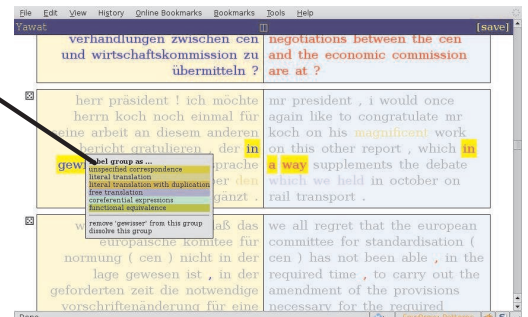 File Edit View History Online Bookmarks Bookmarks Tools Help
Yawat [save]
verhandlungen zwischen cen
und wirtschaftskommission zu
übermitteln ?
negotiations between the cen
and the economic commission
are at ?
herr präsident ! ich möchte
herrn koch noch einmal für
seine arbeit an diesem anderen
bericht gratulieren , der in
sprache
den
mr president , i would once
again like to congratulate mr
koch on his magnificent work
on this other report , which in
a way supplements the debate
which we held in october on
rail transport .
label group as ...
unspecified correspondence
literal translation
literal translation with duplication
free translation
coreferential expressions
functional equivalence
remove 'gewisser' from this group
dissolve this group
daß das
europäische komitee für
normung ( cen ) nicht in der
lage gewesen ist , in der
geforderten zeit die notwendige
vorschriftenänderung für eine
we all regret that the european
committee for standardisation (
cen ) has not been able , in the
required time , to carry out the
amendment of the provisions
necessary for the required
Done